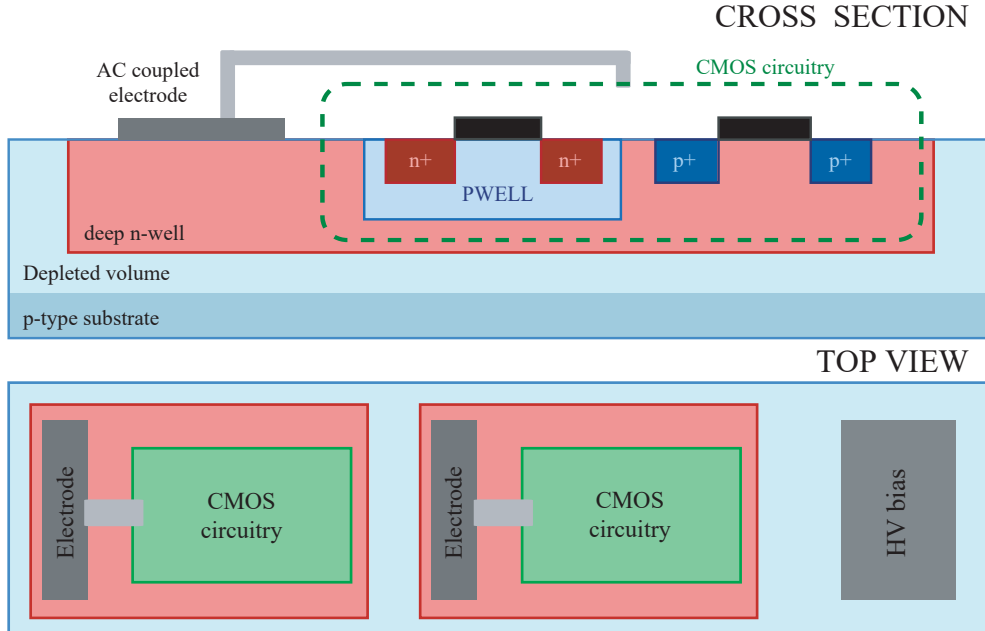 CROSS SECTION
AC coupled
electrode
CMOS circuitry
n+
n+
p+
p+
PWELL
deep n-well
Depleted volume
p-type substrate
TOP VIEW
Electrode
CMOS
circuitry
Electrode
CMOS
circuitry
HV bias